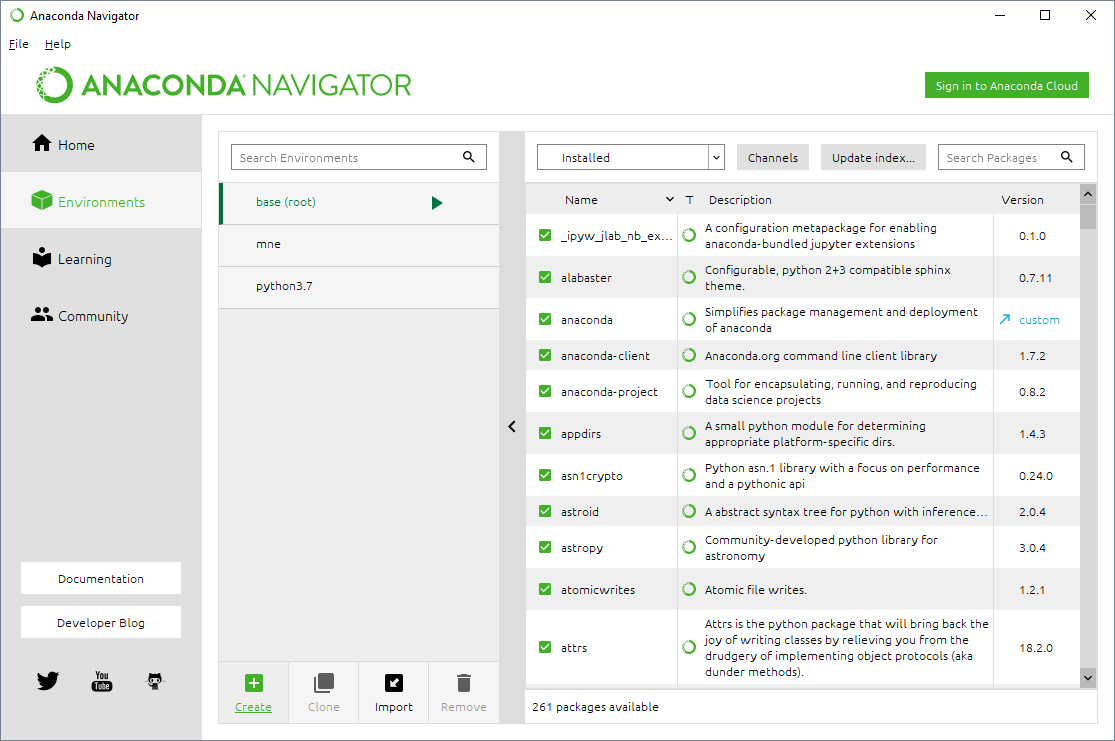 Anaconda Navigator
File Help
ANACONDA NAVIGATOR
Sign in to Anaconda Cloud
Home
Environments
Learning
Community
Documentation
Developer Blog
You Tube
Search Environments
base (root)
mne
python3.7
Create
Clone
Import
Remove
Installed
Channels
Update index...
Search Packages
Name T Description Version
_ipyw_jlab_nb_ex... A configuration metapackage for enabling
anaconda-bundled jupyter extensions 0.1.0
alabaster Configurable, python 2+3 compatible sphinx
theme. 0.7.11
anaconda Simplifies package management and deployment
of anaconda custom
anaconda-client Anaconda.org command line client library 1.7.2
anaconda-project Tool for encapsulating, running, and reproducing
data science projects 0.8.2
appdirs A small python module for determining
appropriate platform-specific dirs. 1.4.3
asn1crypto Python asn.1 library with a focus on performance
and a pythonic api 0.24.0
astroid A abstract syntax tree for python with inference... 2.0.4
astropy Community-developed python library for
astronomy 3.0.4
atomicwrites Atomic file writes. 1.2.1
attrs Attrs is the python package that will bring back the
joy of writing classes by relieving you from the
drudgery of implementing object protocols (aka
dunder methods). 18.2.0
261 packages available